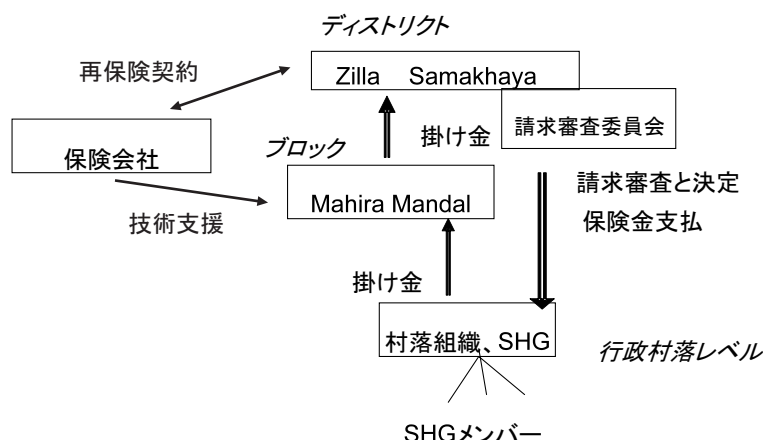 ディストリクト
再保険契約
Zilla Samakhaya
掛け金
請求審査委員会
保険会社
ブロック
請求審査と決定
Mahira Mandal
保険金支払
技術支援
掛け金
村落組織、SHG
行政村落レベル
SHGメンバー